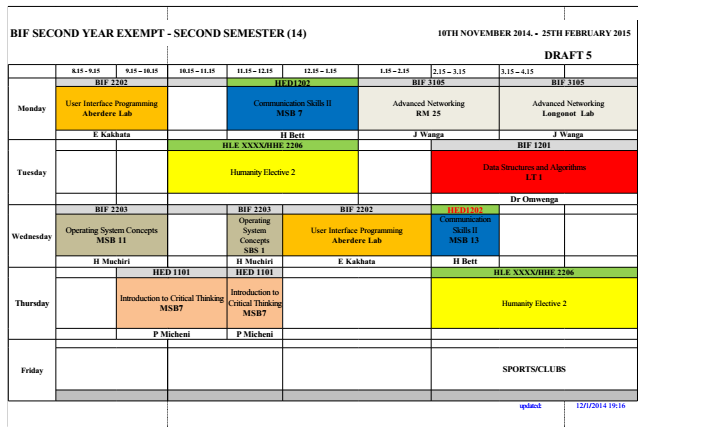 BIF SECOND YEAR EXEMPT - SECOND SEMESTER (14)
10TH NOVEMBER 2014. - 25TH FEBRUARY 2015
DRAFT 5
8.15 - 9.15 9.15 – 10.15 10.15 – 11.15 11.15 – 12.15 12.15 – 1.15 1.15 – 2.15 2.15 – 3.15 3.15 – 4.15
BIF 2202 HED1202 BIF 3105 BIF 3105
Monday
User Interface Programming
Aberdere Lab
Communication Skills II
MSB 7
Advanced Networking
RM 25
Advanced Networking
Longonot Lab
E Kakhata H Bett J Wanga J Wanga
HLE XXXX/HHE 2206 BIF 1201
Tuesday
Humanity Elective 2
Data Structures and Algorithms
LT 1
Dr Omwenga
BIF 2203 BIF 2203 BIF 2202 HED1202
Wednesday
Operating System Concepts
MSB 11
Operating
System
Concepts
SBS 1
User Interface Programming
Aberdere Lab
Communication
Skills II
MSB 13
H Muchiri H Muchiri E Kakhata H Bett
HED 1101 HED 1101 HLE XXXX/HHE 2206
Thursday
Introduction to Critical Thinking
MSB7
Introduction to
Critical Thinking
MSB7
Humanity Elective 2
P Micheni P Micheni
Friday
SPORTS/CLUBS
updated: 12/1/2014 19:16